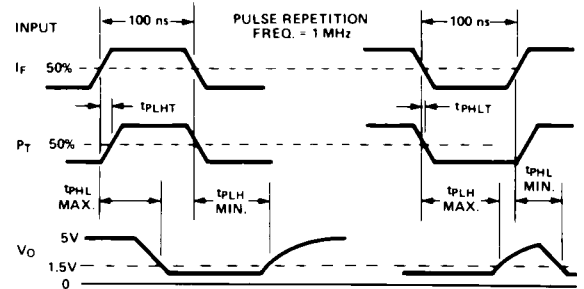 INPUT
100 ns
PULSE REPETITION
FREQ. = 1 MHz
100 ns
IF 50%
tPLHT
tPHLT
PT 50%
tPHL
MAX.
tPLH
MIN.
tPLH
MAX.
tPHL
MIN.
VO
5V
1.5V
0